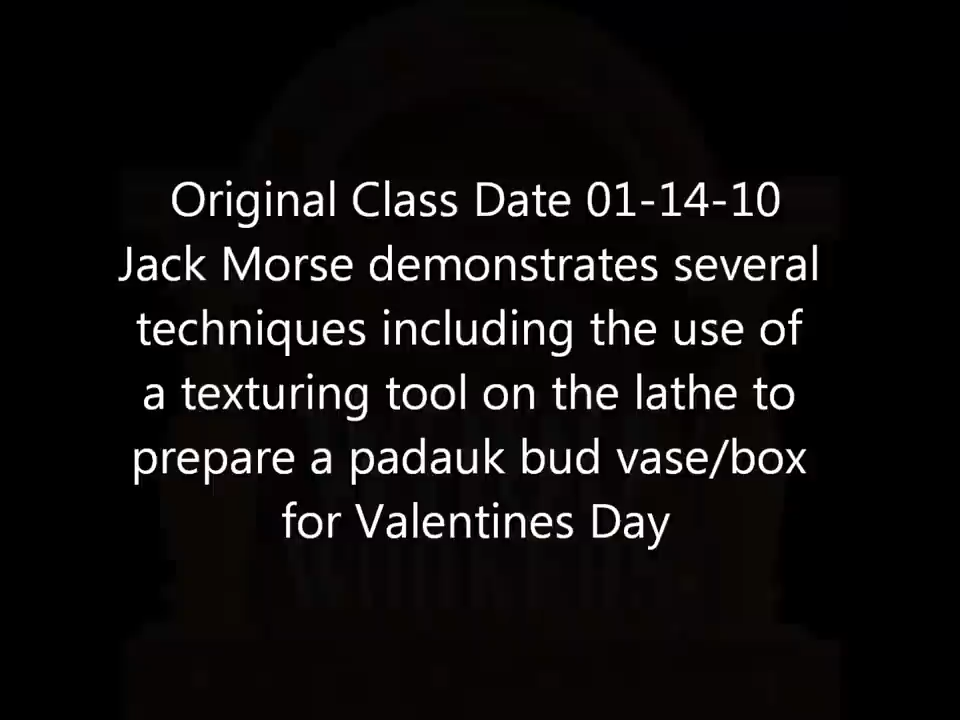 Original Class Date 01-14-10
Jack Morse demonstrates several
techniques including the use of
a texturing tool on the lathe to
prepare a padauk bud vase/box
for Valentines Day